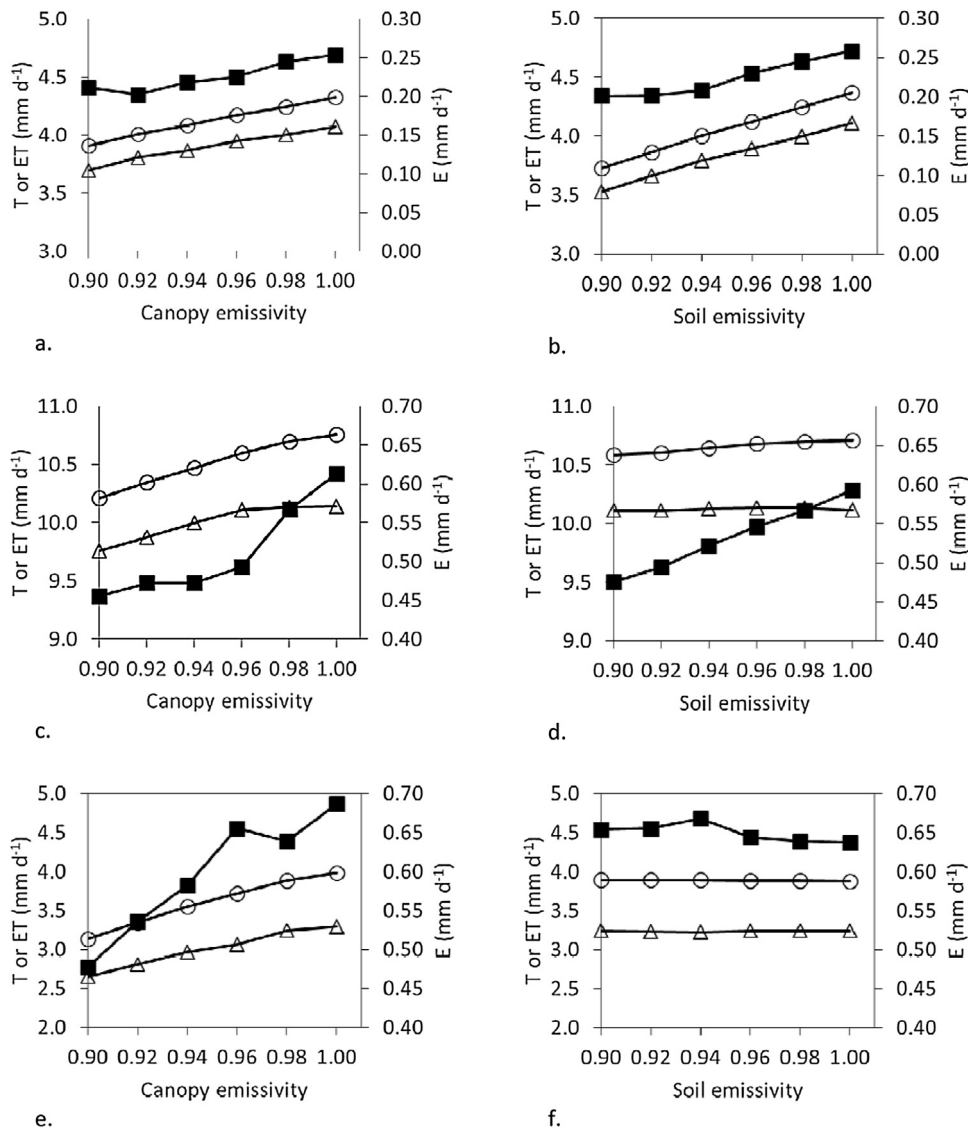 5.0 0.30 5.0 0.30
0.25 0.25
4.5 4.5
0.20 0.20
4.0 0.15 4.0 0.15
0.10 0.10
3.5 3.5
0.05 0.05
3.0 0.00 3.0 0.00
T or ET (mm d⁻¹)
E (mm d⁻¹)
T or ET (mm d⁻¹)
E (mm d⁻¹)
0.90 0.92 0.94 0.96 0.98 1.00 0.90 0.92 0.94 0.96 0.98 1.00
Canopy emissivity Soil emissivity
a. b.
11.0 0.70 11.0 0.70
0.65 0.65
10.5 0.60 10.5 0.60
10.0 0.55 10.0 0.55
0.50 0.50
9.5 0.45 9.5 0.45
9.0 0.40 9.0 0.40
T or ET (mm d⁻¹)
E (mm d⁻¹)
T or ET (mm d⁻¹)
E (mm d⁻¹)
0.90 0.92 0.94 0.96 0.98 1.00 0.90 0.92 0.94 0.96 0.98 1.00
Canopy emissivity Soil emissivity
c. d.
5.0 0.70 5.0 0.70
4.5 0.65 4.5 0.65
4.0 0.60 4.0 0.60
3.5 0.55 3.5 0.55
3.0 0.50 3.0 0.50
2.5 0.45 2.5 0.45
2.0 0.40 2.0 0.40
T or ET (mm d⁻¹)
E (mm d⁻¹)
T or ET (mm d⁻¹)
E (mm d⁻¹)
0.90 0.92 0.94 0.96 0.98 1.00 0.90 0.92 0.94 0.96 0.98 1.00
Canopy emissivity Soil emissivity
e. f.